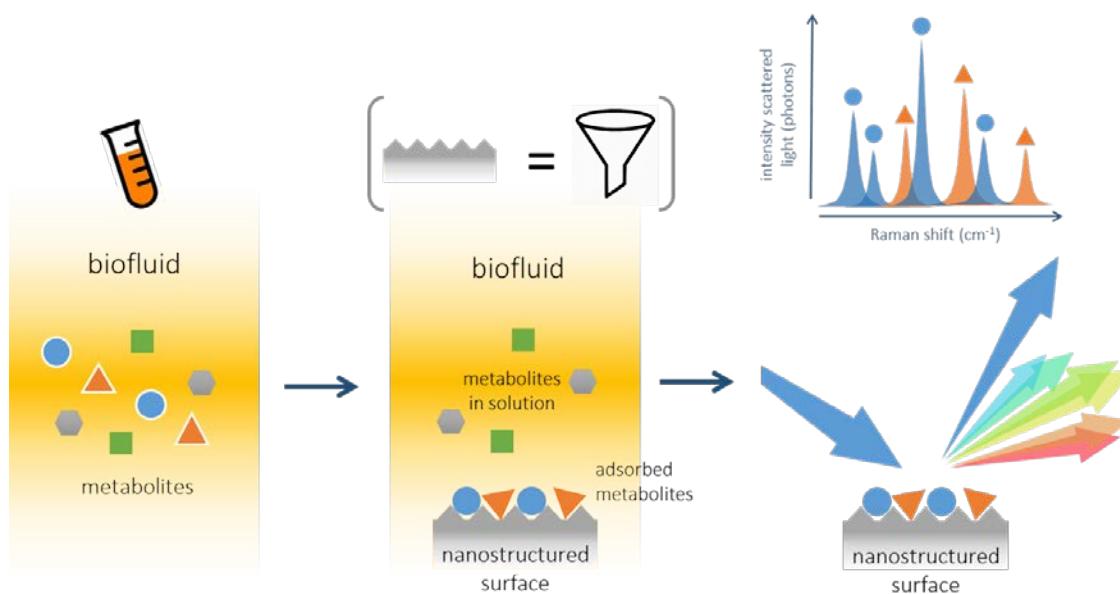 biofluid
metabolites
=
biofluid
metabolites
in solution
adsorbed
metabolites
nanostructured
surface
intensity scattered
light (photons)
Raman shift (cm⁻¹)
nanostructured
surface